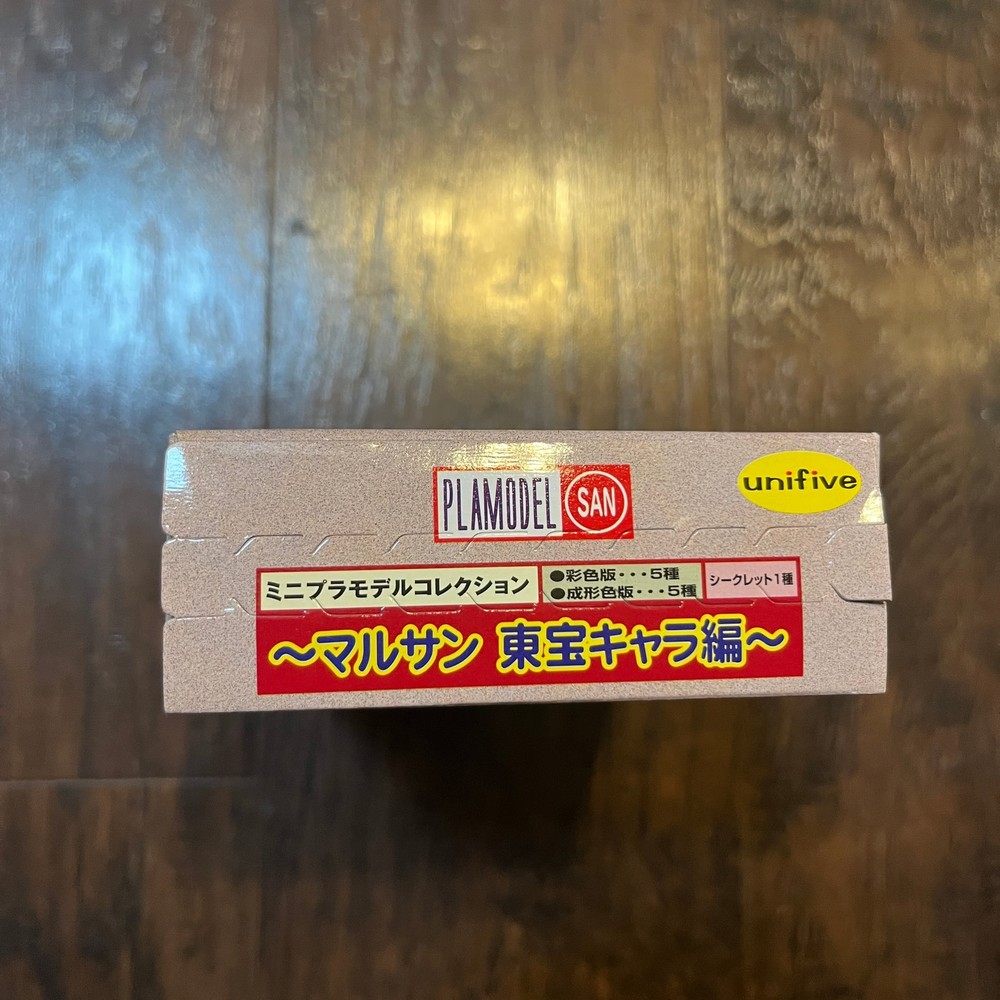 PLAMODEL SAN
unifive
ミニプラモデルコレクション
●彩色版・・・5種
●成形色版・・・5種
シークレット1種
〜マルサン 東宝キャラ編〜